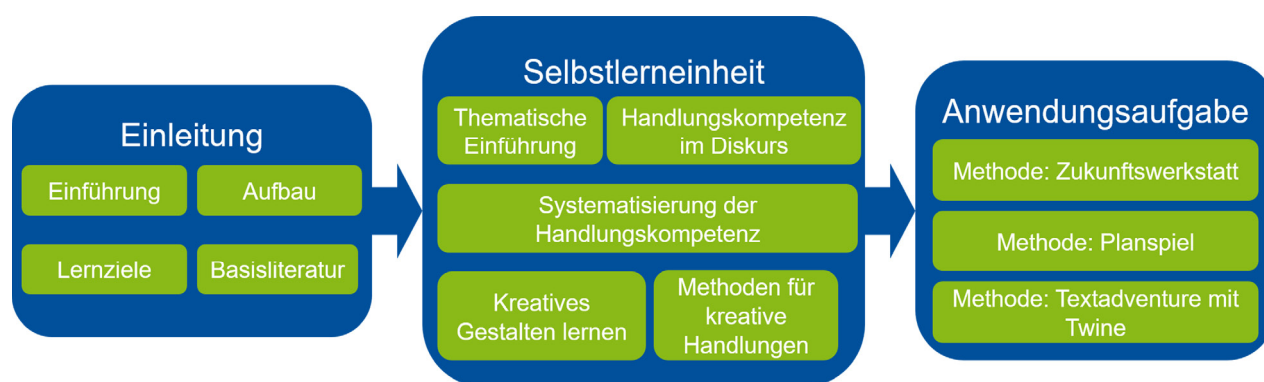 Einleitung
Einführung
Aufbau
Lernziele
Basisliteratur
Selbstlerneinheit
Thematische
Einführung
Handlungskompetenz
im Diskurs
Systematisierung der
Handlungskompetenz
Kreatives
Gestalten lernen
Methoden für
kreative
Handlungen
Anwendungsaufgabe
Methode: Zukunftswerkstatt
Methode: Planspiel
Methode: Textadventure mit
Twine